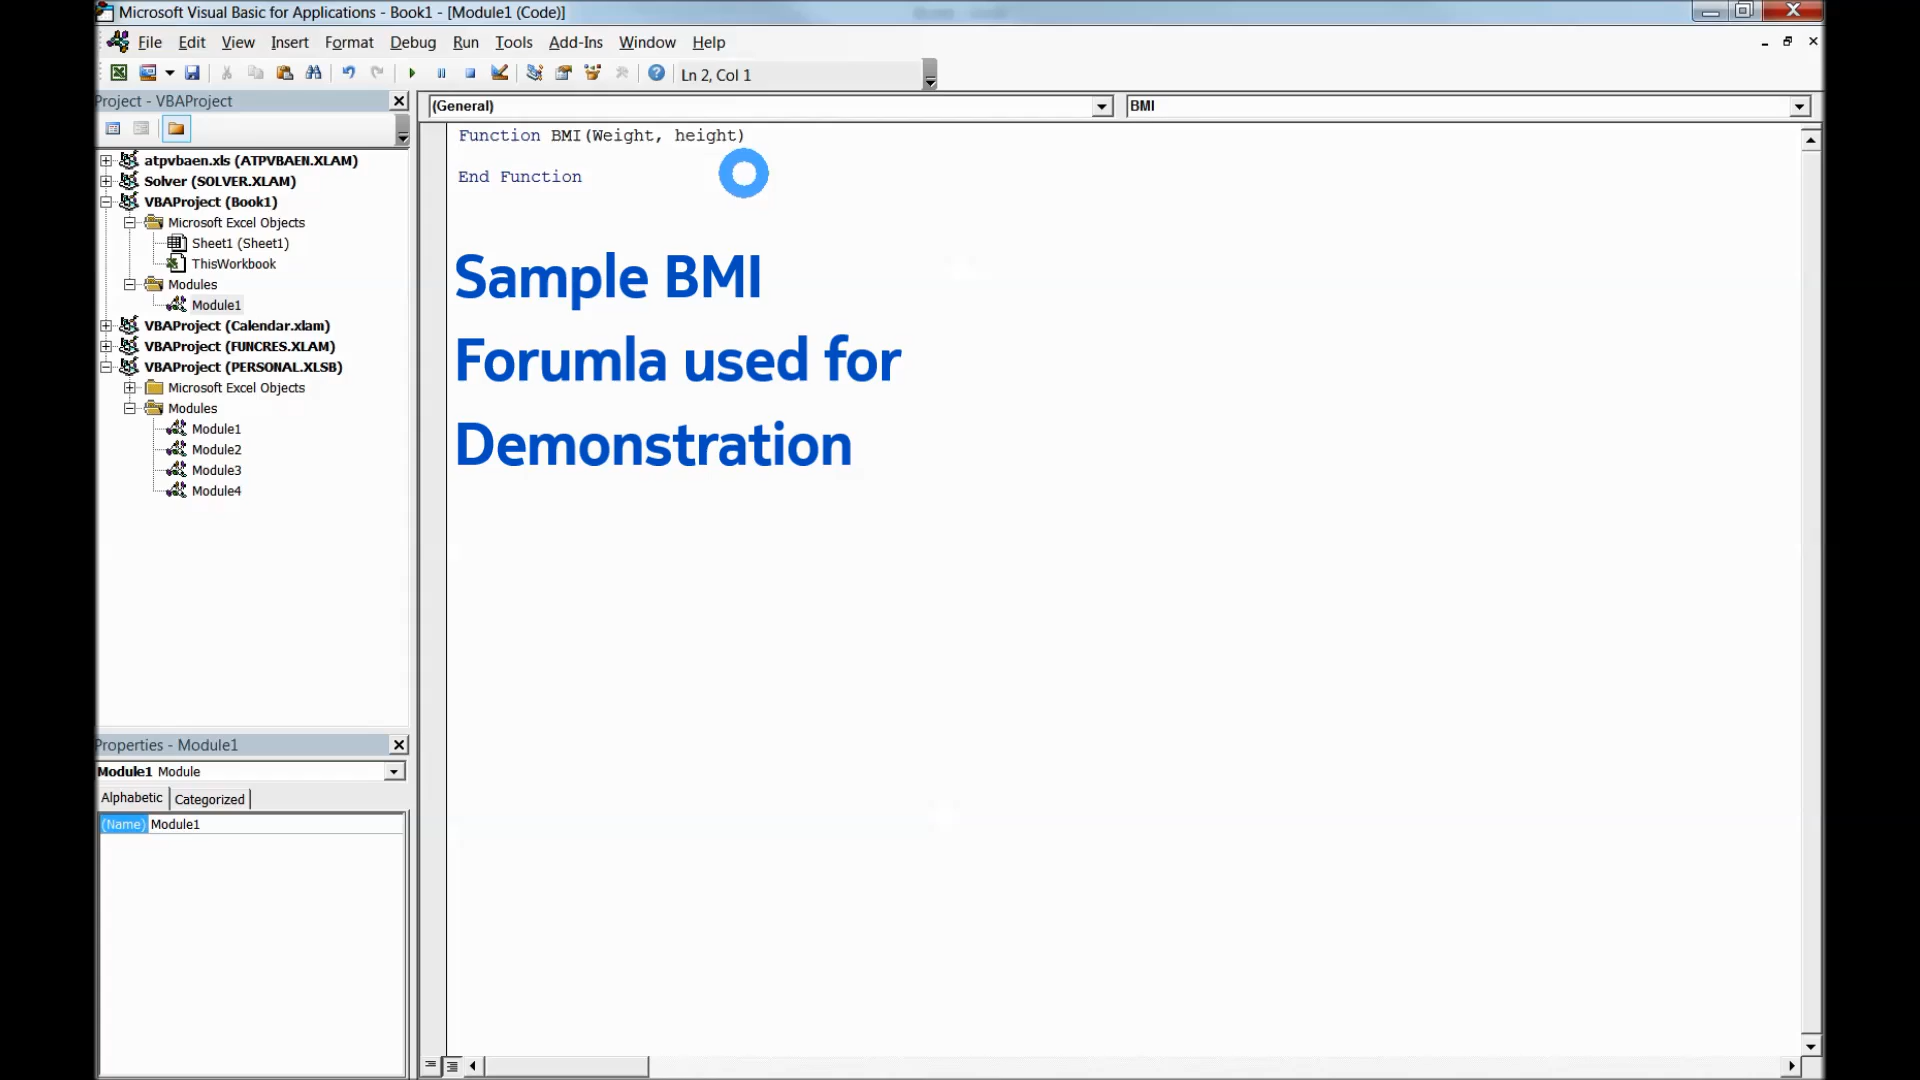 Microsoft Visual Basic for Applications - Book1 - [Module1 (Code)]
File Edit View Insert Format Debug Run Tools Add-Ins Window Help
Ln 2, Col 1
Project - VBAProject
(General) BMI
Function BMI(Weight, height)
End Function
atpvbaen.xls (ATPVBAEN.XLAM)
Solver (SOLVER.XLAM)
VBAProject (Book1)
Microsoft Excel Objects
Sheet1 (Sheet1)
ThisWorkbook
Modules
Module1
VBAProject (Calendar.xlam)
VBAProject (FUNCRES.XLAM)
VBAProject (PERSONAL.XLSB)
Microsoft Excel Objects
Modules
Module1
Module2
Module3
Module4
Sample BMI
Forumla used for
Demonstration
Properties - Module1
Module1 Module
Alphabetic Categorized
(Name) Module1